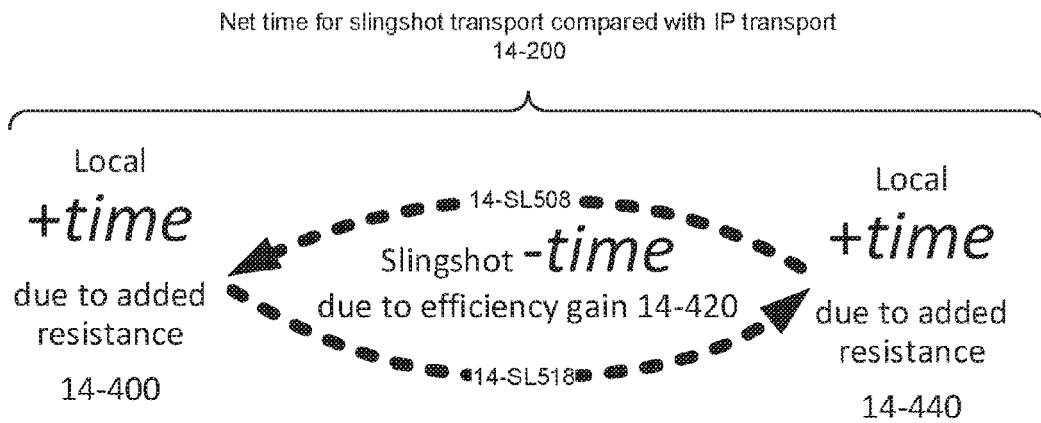 Net time for slingshot transport compared with IP transport
14-200
Local
+time
due to added
resistance
14-400
14-SL508
Slingshot -time
due to efficiency gain 14-420
14-SL518
Local
+time
due to added
resistance
14-440